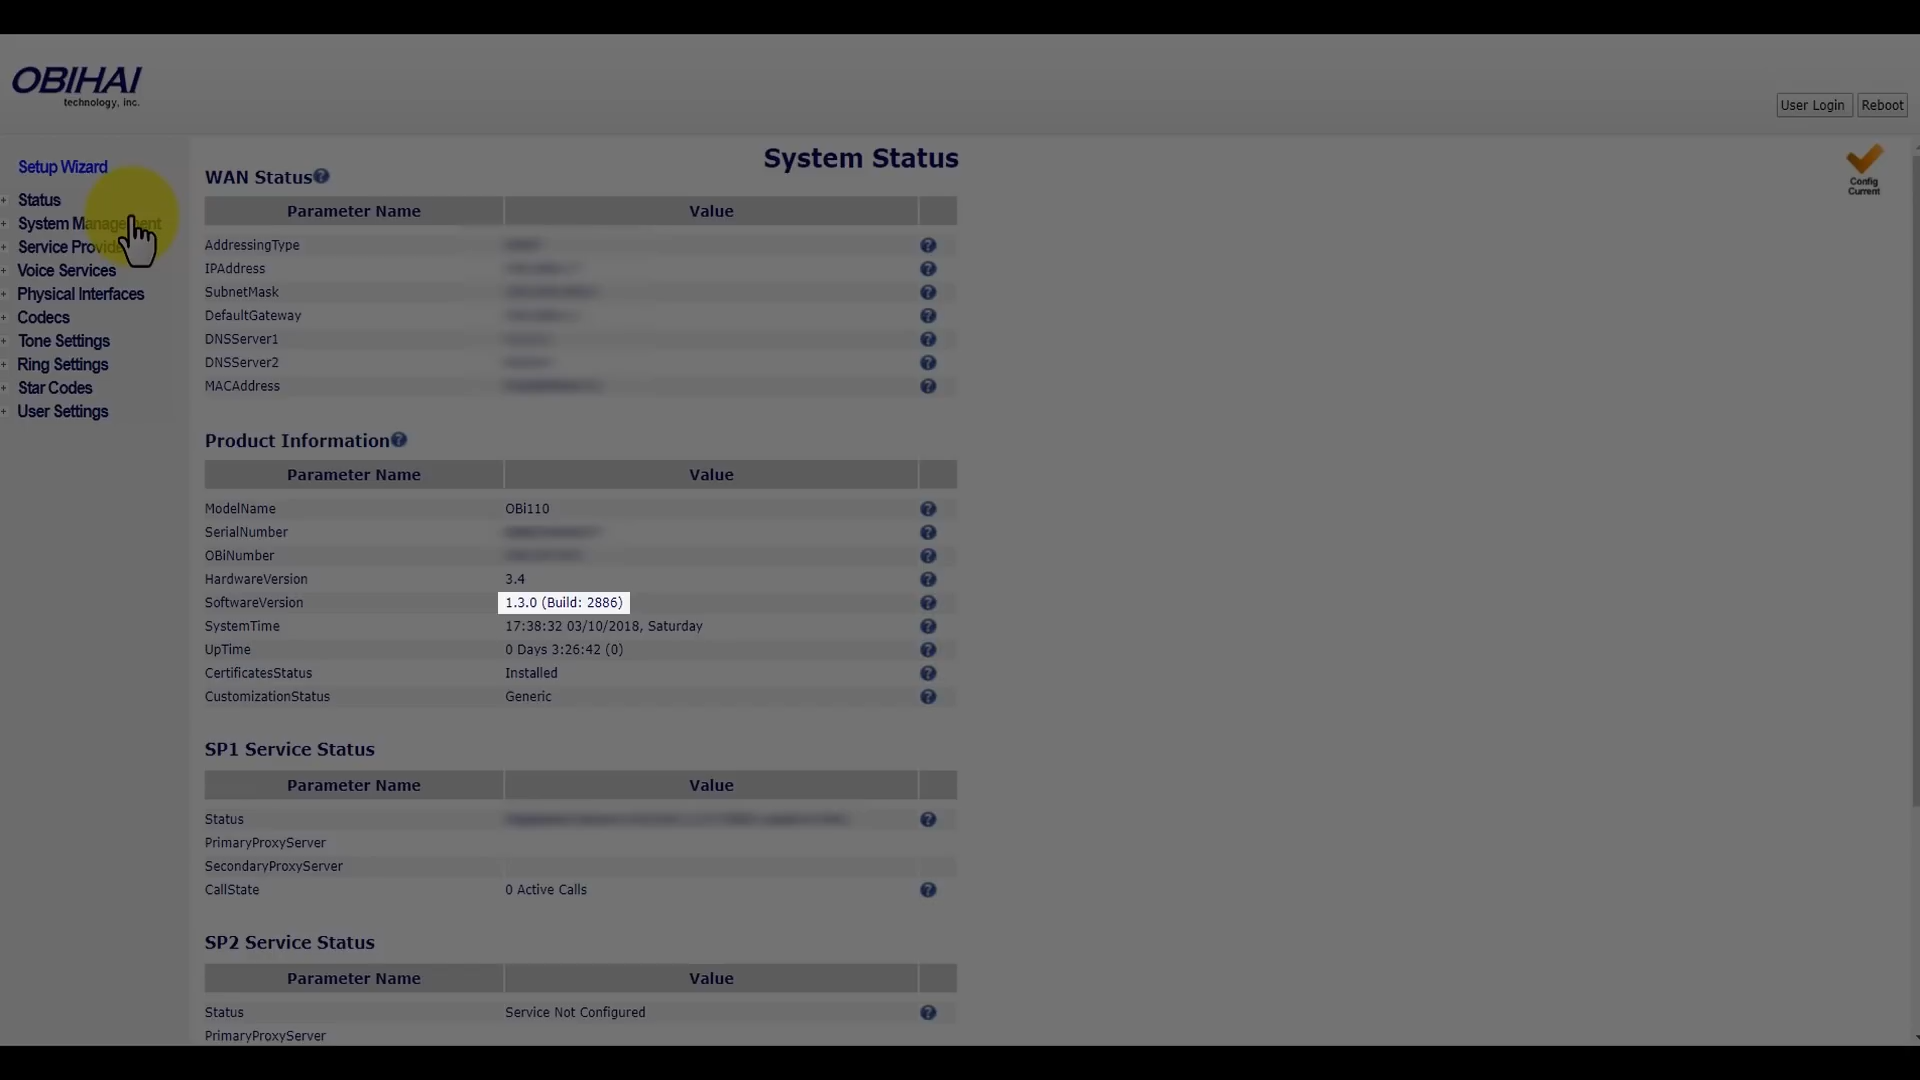 OBIHAI
technology, inc.
User Login Reboot
Setup Wizard
Status
System Management
Service Provide
Voice Services
Physical Interfaces
Codecs
Tone Settings
Ring Settings
Star Codes
User Settings
System Status
Config
Current
WAN Status
Parameter Name Value
AddressingType
IPAddress
SubnetMask
DefaultGateway
DNSServer1
DNSServer2
MACAddress
Product Information
Parameter Name Value
ModelName OBi110
SerialNumber
OBiNumber
HardwareVersion 3.4
SoftwareVersion 1.3.0 (Build: 2886)
SystemTime 17:38:32 03/10/2018, Saturday
UpTime 0 Days 3:26:42 (0)
CertificatesStatus Installed
CustomizationStatus Generic
SP1 Service Status
Parameter Name Value
Status
PrimaryProxyServer
SecondaryProxyServer
CallState 0 Active Calls
SP2 Service Status
Parameter Name Value
Status Service Not Configured
PrimaryProxyServer